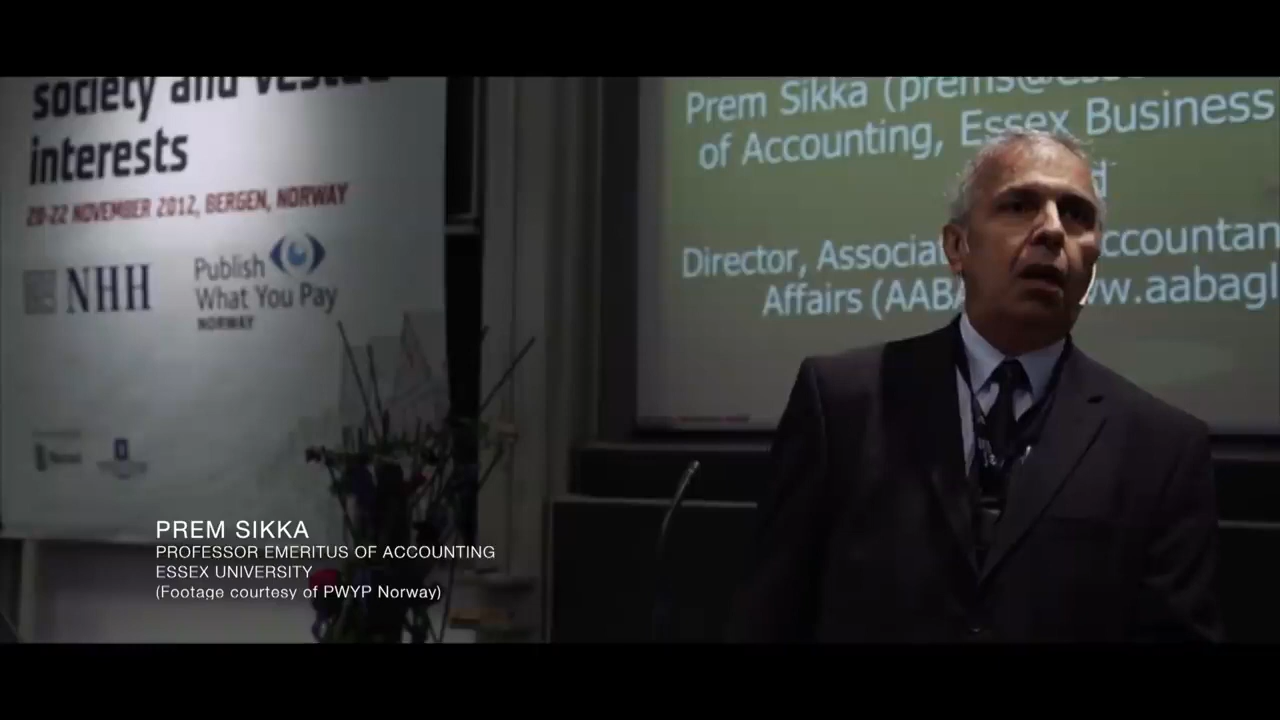 society and vested
interests
20-22 NOVEMBER 2012, BERGEN, NORWAY
NHH
Publish
What You Pay
NORWAY
Prem Sikka (prems@ess
of Accounting, Essex Business
d
Director, Associat ccountan
Affairs (AABA ww.aabagl
PREM SIKKA
PROFESSOR EMERITUS OF ACCOUNTING
ESSEX UNIVERSITY
(Footage courtesy of PWYP Norway)